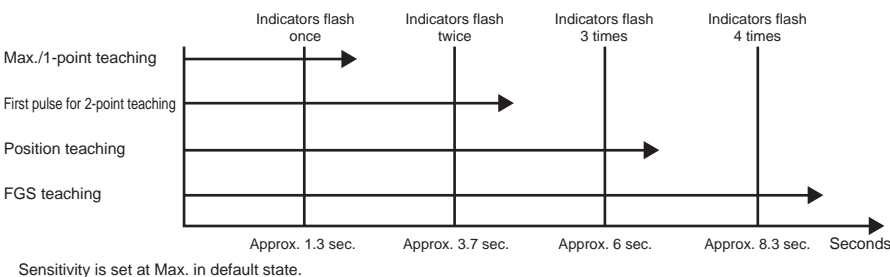 Indicators flash once
Indicators flash twice
Indicators flash 3 times
Indicators flash 4 times
Max./1-point teaching
First pulse for 2-point teaching
Position teaching
FGS teaching
Approx. 1.3 sec.
Approx. 3.7 sec.
Approx. 6 sec.
Approx. 8.3 sec.
Seconds
Sensitivity is set at Max. in default state.